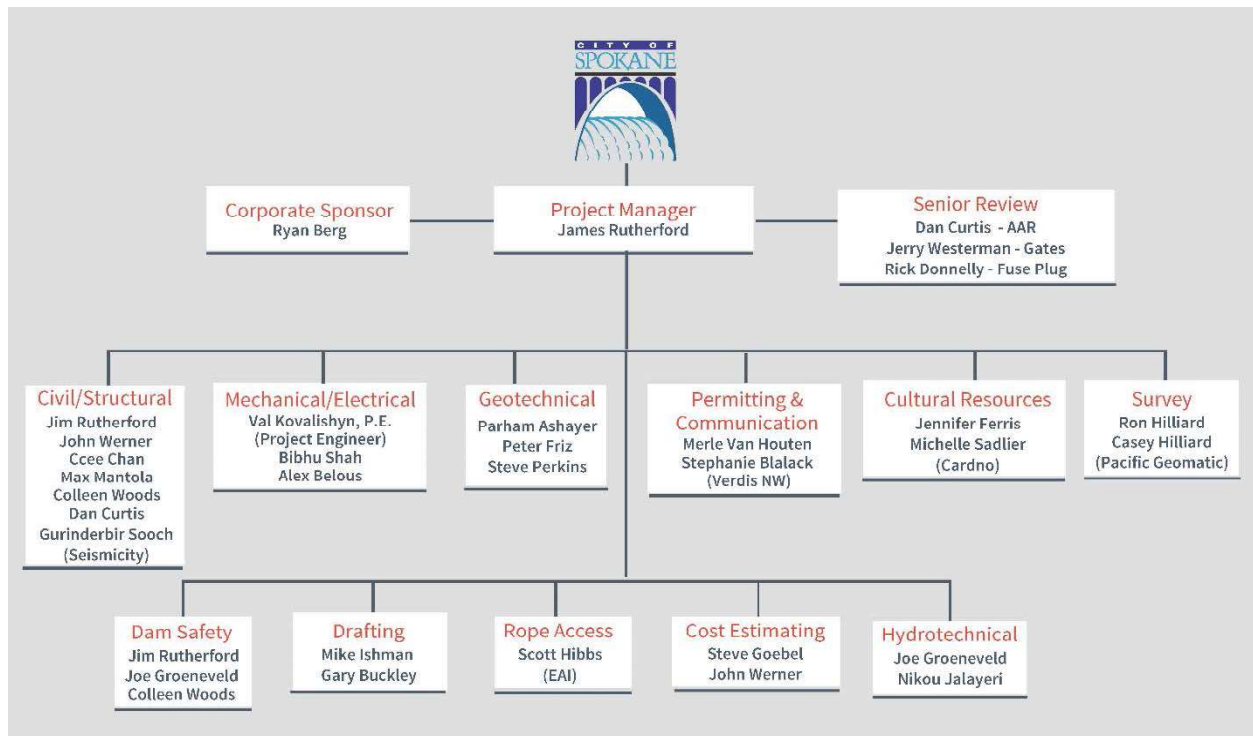 CITY OF
SPOKANE
Corporate Sponsor
Ryan Berg
Project Manager
James Rutherford
Senior Review
Dan Curtis - AAR
Jerry Westerman - Gates
Rick Donnelly - Fuse Plug
Civil/Structural
Jim Rutherford
John Werner
Ccee Chan
Max Mantola
Colleen Woods
Dan Curtis
Gurinderbir Sooch
(Seismicity)
Mechanical/Electrical
Val Kovalishyn, P.E.
(Project Engineer)
Bibhu Shah
Alex Belous
Geotechnical
Parham Ashayer
Peter Friz
Steve Perkins
Permitting &
Communication
Merle Van Houten
Stephanie Blalack
(Verdis NW)
Cultural Resources
Jennifer Ferris
Michelle Sadlier
(Cardno)
Survey
Ron Hilliard
Casey Hilliard
(Pacific Geomatic)
Dam Safety
Jim Rutherford
Joe Groeneveld
Colleen Woods
Drafting
Mike Ishman
Gary Buckley
Rope Access
Scott Hibbs
(EAI)
Cost Estimating
Steve Goebel
John Werner
Hydrotechnical
Joe Groeneveld
Nikou Jalayeri